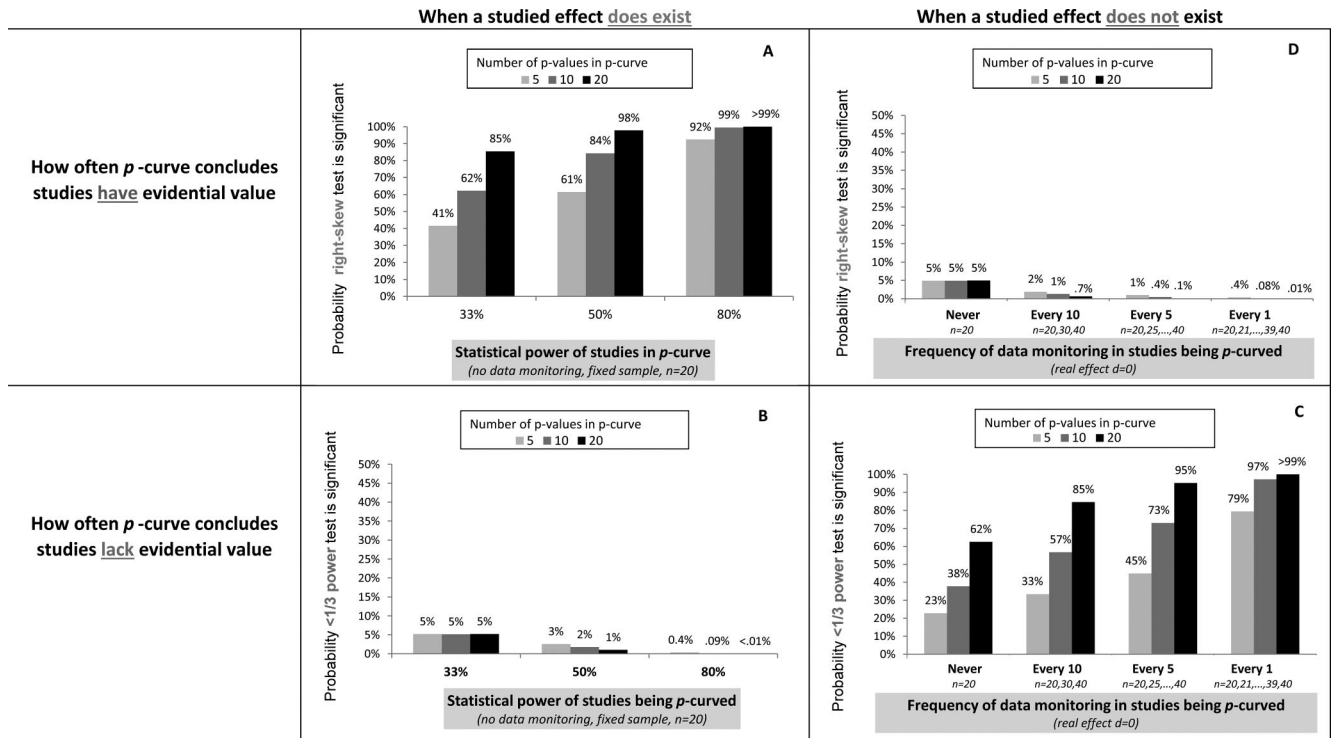 When a studied effect does exist
When a studied effect does not exist
How often p -curve concludes
studies have evidential value
A
Number of p-values in p-curve
5 10 20
Probability right-skew test is significant
100%
90%
80%
70%
60%
50%
40%
30%
20%
10%
0%
41% 62% 85%
61% 84% 98%
92% 99% >99%
33% 50% 80%
Statistical power of studies in p-curve
(no data monitoring, fixed sample, n=20)
D
Number of p-values in p-curve
5 10 20
Probability right-skew test is significant
50%
45%
40%
35%
30%
25%
20%
15%
10%
5%
0%
5% 5% 5%
2% 1% .7%
1% .4% .1%
.4% .08% .01%
Never Every 10 Every 5 Every 1
n=20 n=20,30,40 n=20,25,...,40 n=20,21,...,39,40
Frequency of data monitoring in studies being p-curved
(real effect d=0)
How often p -curve concludes
studies lack evidential value
B
Number of p-values in p-curve
5 10 20
Probability <1/3 power test is significant
50%
45%
40%
35%
30%
25%
20%
15%
10%
5%
0%
5% 5% 5%
3% 2% 1%
0.4% .09% <.01%
33% 50% 80%
Statistical power of studies being p-curved
(no data monitoring, fixed sample, n=20)
C
Number of p-values in p-curve
5 10 20
Probability <1/3 power test is significant
100%
90%
80%
70%
60%
50%
40%
30%
20%
10%
0%
23% 38% 62%
33% 57% 85%
45% 73% 95%
79% 97% >99%
Never Every 10 Every 5 Every 1
n=20 n=20,30,40 n=20,25,...,40 n=20,21,...,39,40
Frequency of data monitoring in studies being p-curved
(real effect d=0)